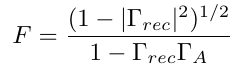 F = \frac{(1 - |\Gamma_{rec}|^2)^{1/2}}{1 - \Gamma_{rec}\Gamma_A}